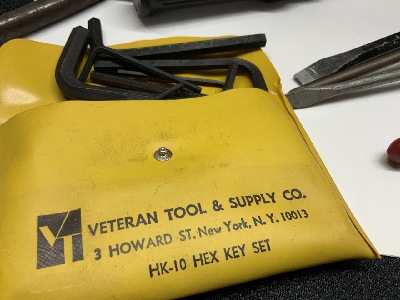 VT
VETERAN TOOL & SUPPLY CO.
3 HOWARD ST. New York, N.Y. 10013
HK-10 HEX KEY SET